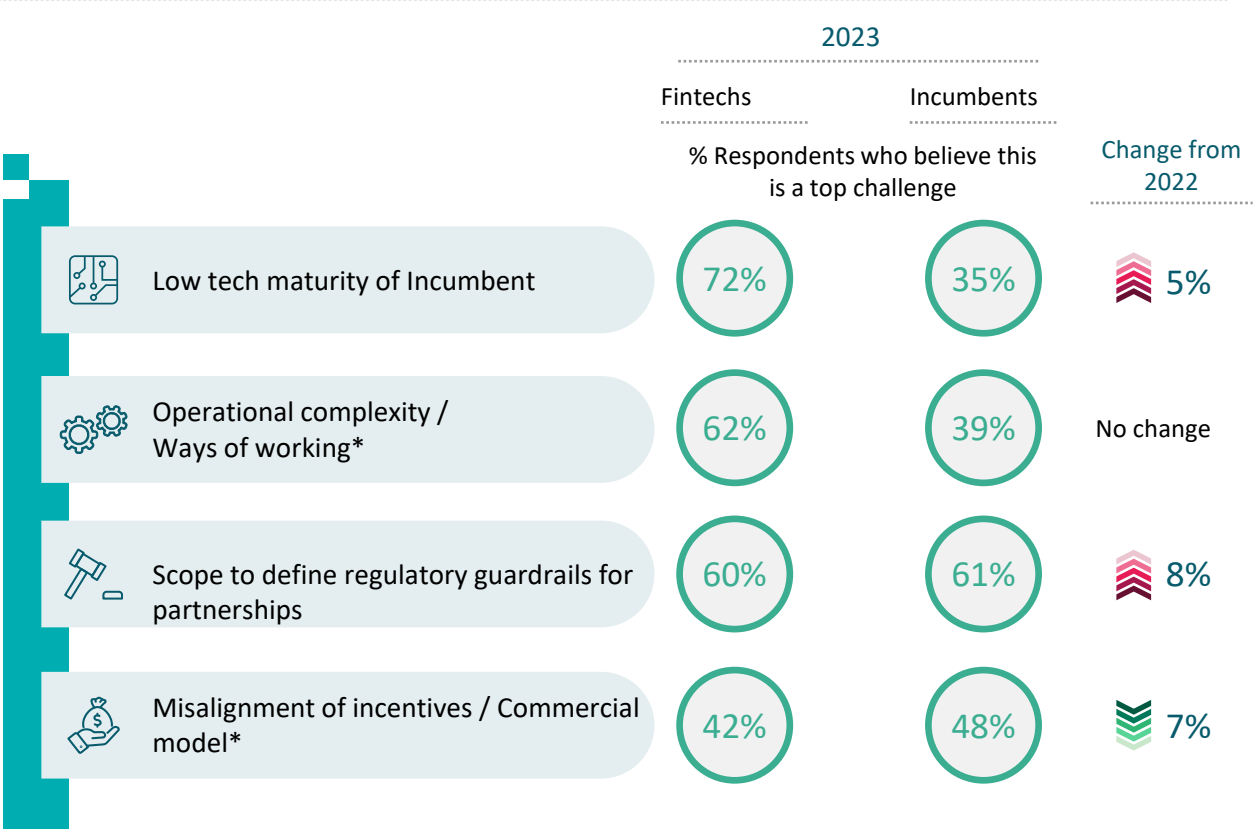 2023
Fintechs
Incumbents
% Respondents who believe this
is a top challenge
Change from
2022
Low tech maturity of Incumbent
72%
35%
5%
Operational complexity /
Ways of working*
62%
39%
No change
Scope to define regulatory guardrails for
partnerships
60%
61%
8%
$
Misalignment of incentives / Commercial
model*
42%
48%
7%